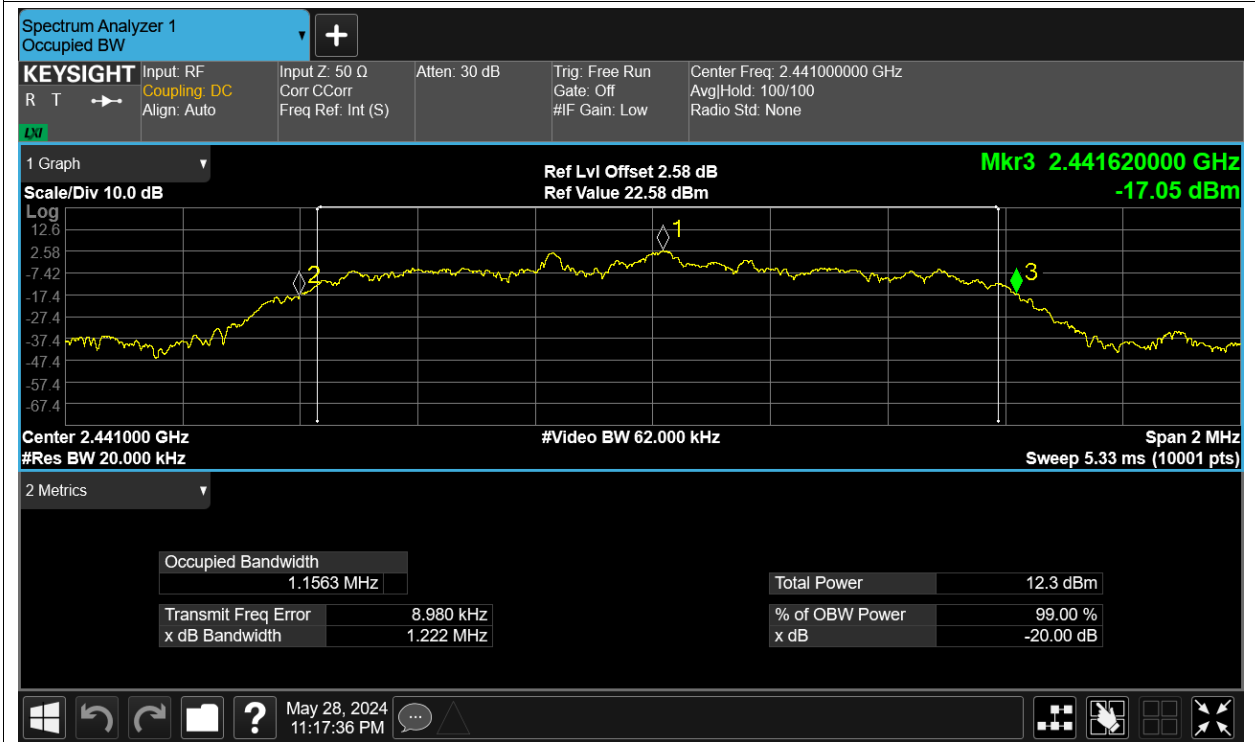 Spectrum Analyzer 1
Occupied BW
KEYSIGHT
R T
LXI
Input: RF
Coupling: DC
Align: Auto
Input Z: 50 Ω
Corr CCorr
Freq Ref: Int (S)
Atten: 30 dB
Trig: Free Run
Gate: Off
#IF Gain: Low
Center Freq: 2.441000000 GHz
Avg|Hold: 100/100
Radio Std: None
1 Graph
Scale/Div 10.0 dB
Ref Lvl Offset 2.58 dB
Ref Value 22.58 dBm
Mkr3 2.441620000 GHz
-17.05 dBm
Log
12.6
2.58
-7.42
-17.4
-27.4
-37.4
-47.4
-57.4
-67.4
1
2
3
Center 2.441000 GHz
#Res BW 20.000 kHz
#Video BW 62.000 kHz
Span 2 MHz
Sweep 5.33 ms (10001 pts)
2 Metrics
Occupied Bandwidth
1.1563 MHz
Transmit Freq Error 8.980 kHz
x dB Bandwidth 1.222 MHz
Total Power 12.3 dBm
% of OBW Power 99.00 %
x dB -20.00 dB
?
May 28, 2024
11:17:36 PM